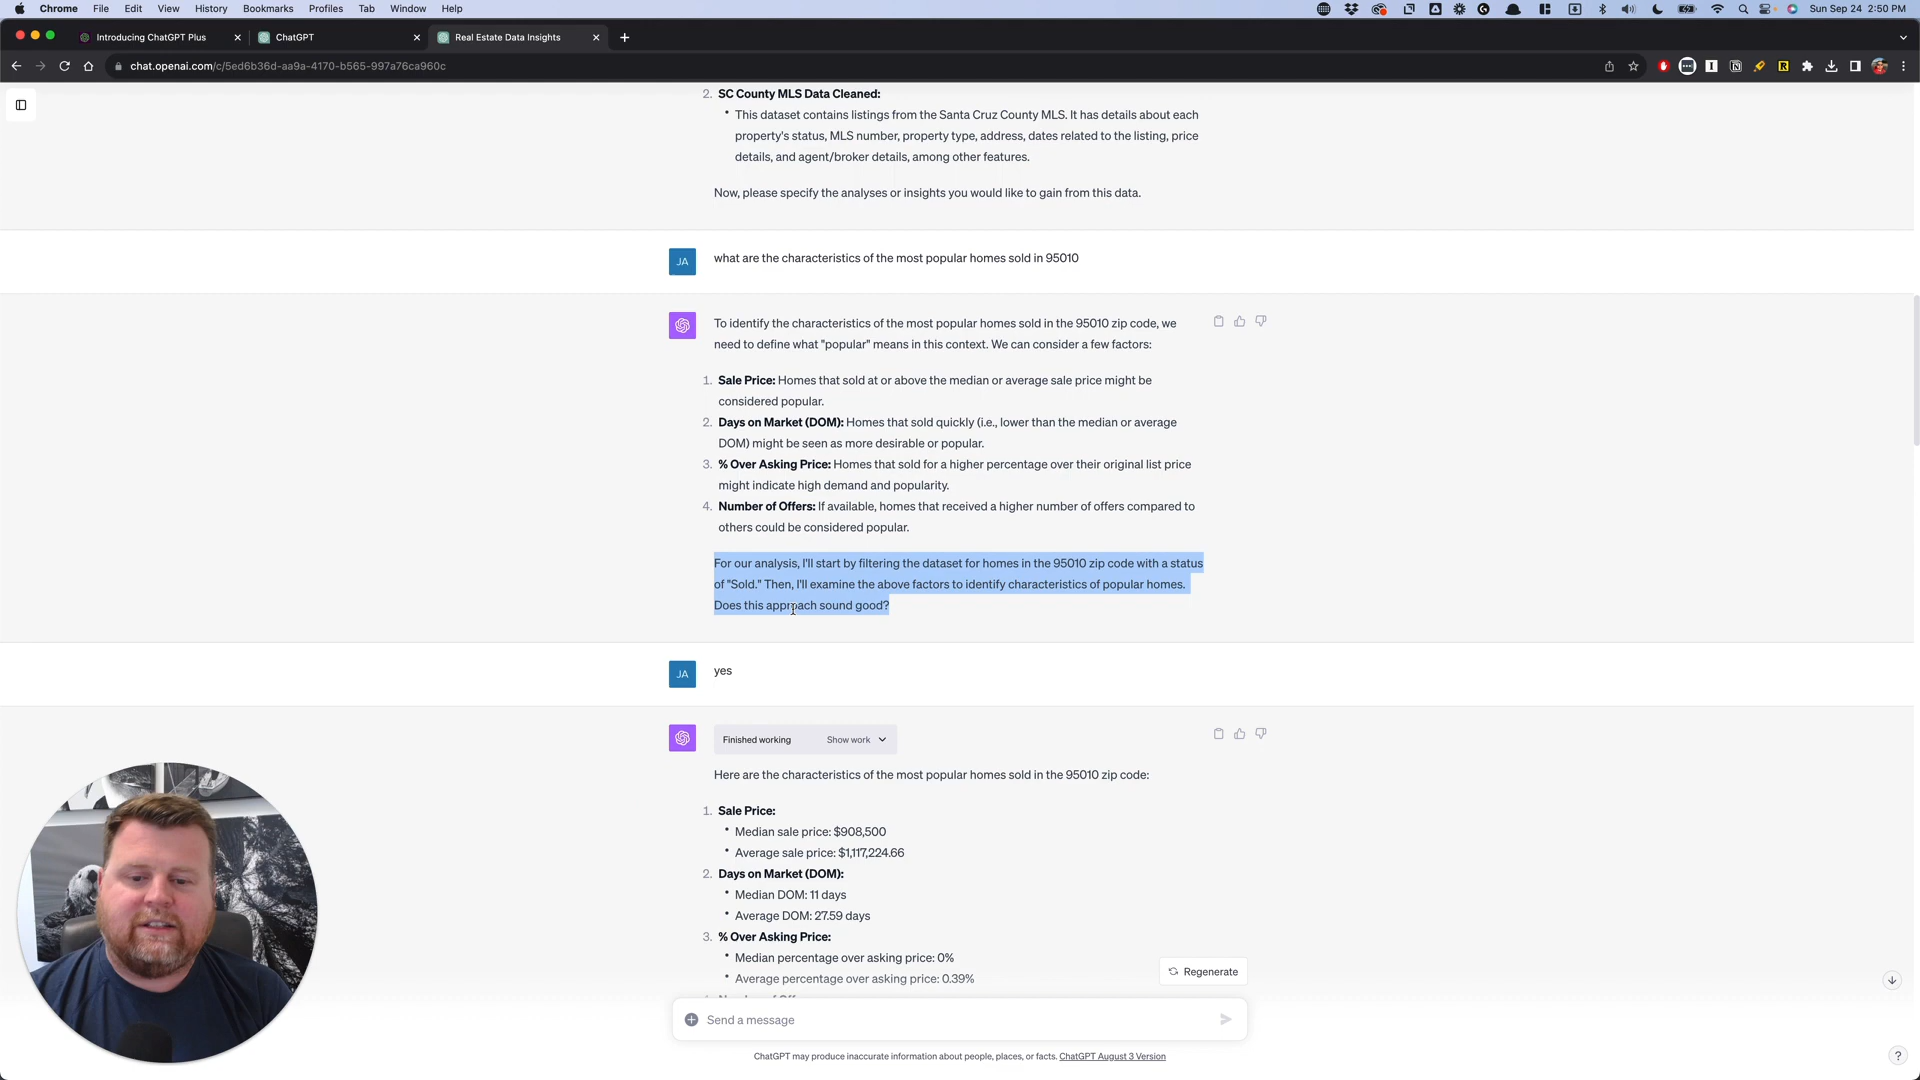 Chrome File Edit View History Bookmarks Profiles Tab Window Help Sun Sep 24 2:50 PM
Introducing ChatGPT Plus ChatGPT Real Estate Data Insights
chat.openai.com/c/5ed6b36d-aa9a-4170-b565-997a76ca960c
2. SC County MLS Data Cleaned:
• This dataset contains listings from the Santa Cruz County MLS. It has details about each
property's status, MLS number, property type, address, dates related to the listing, price
details, and agent/broker details, among other features.
Now, please specify the analyses or insights you would like to gain from this data.
JA what are the characteristics of the most popular homes sold in 95010
To identify the characteristics of the most popular homes sold in the 95010 zip code, we
need to define what "popular" means in this context. We can consider a few factors:
1. Sale Price: Homes that sold at or above the median or average sale price might be
considered popular.
2. Days on Market (DOM): Homes that sold quickly (i.e., lower than the median or average
DOM) might be seen as more desirable or popular.
3. % Over Asking Price: Homes that sold for a higher percentage over their original list price
might indicate high demand and popularity.
4. Number of Offers: If available, homes that received a higher number of offers compared to
others could be considered popular.
For our analysis, I'll start by filtering the dataset for homes in the 95010 zip code with a status
of "Sold." Then, I'll examine the above factors to identify characteristics of popular homes.
Does this approach sound good?
JA yes
Finished working Show work
Here are the characteristics of the most popular homes sold in the 95010 zip code:
1. Sale Price:
• Median sale price: $908,500
• Average sale price: $1,117,224.66
2. Days on Market (DOM):
• Median DOM: 11 days
• Average DOM: 27.59 days
3. % Over Asking Price:
• Median percentage over asking price: 0%
Regenerate
• Average percentage over asking price: 0.39%
Send a message
ChatGPT may produce inaccurate information about people, places, or facts. ChatGPT August 3 Version
?